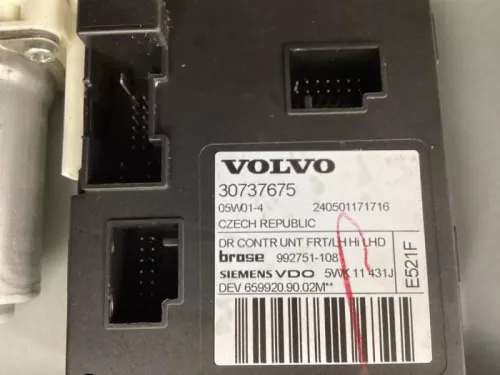 VOLVO
30737675
05W01-4 240501171716
CZECH REPUBLIC
DR CONTR UNT FRT/LH Hi LHD
brose 992751-108
SIEMENS VDO 5WK 11 431J
DEV 659920.90.02M**
E521F